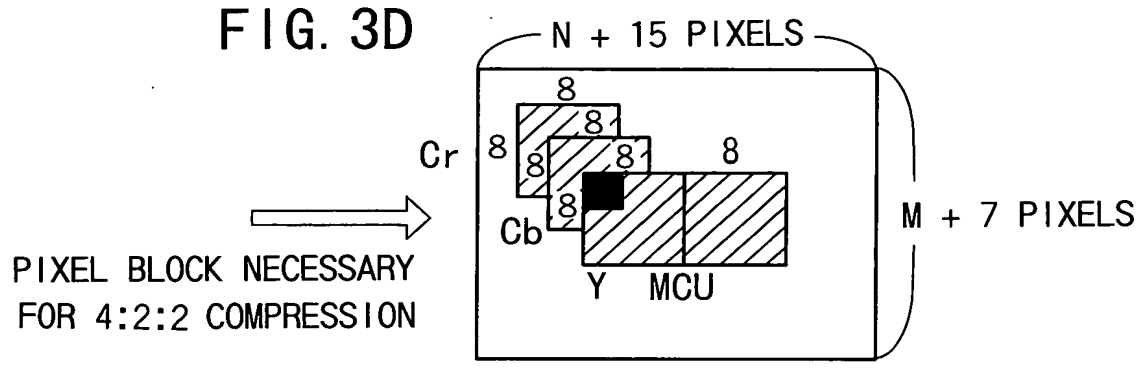 FIG. 3D
N + 15 PIXELS
8
8
Cr 8
8
8
8
8
Cb
M + 7 PIXELS
PIXEL BLOCK NECESSARY
FOR 4:2:2 COMPRESSION
Y MCU